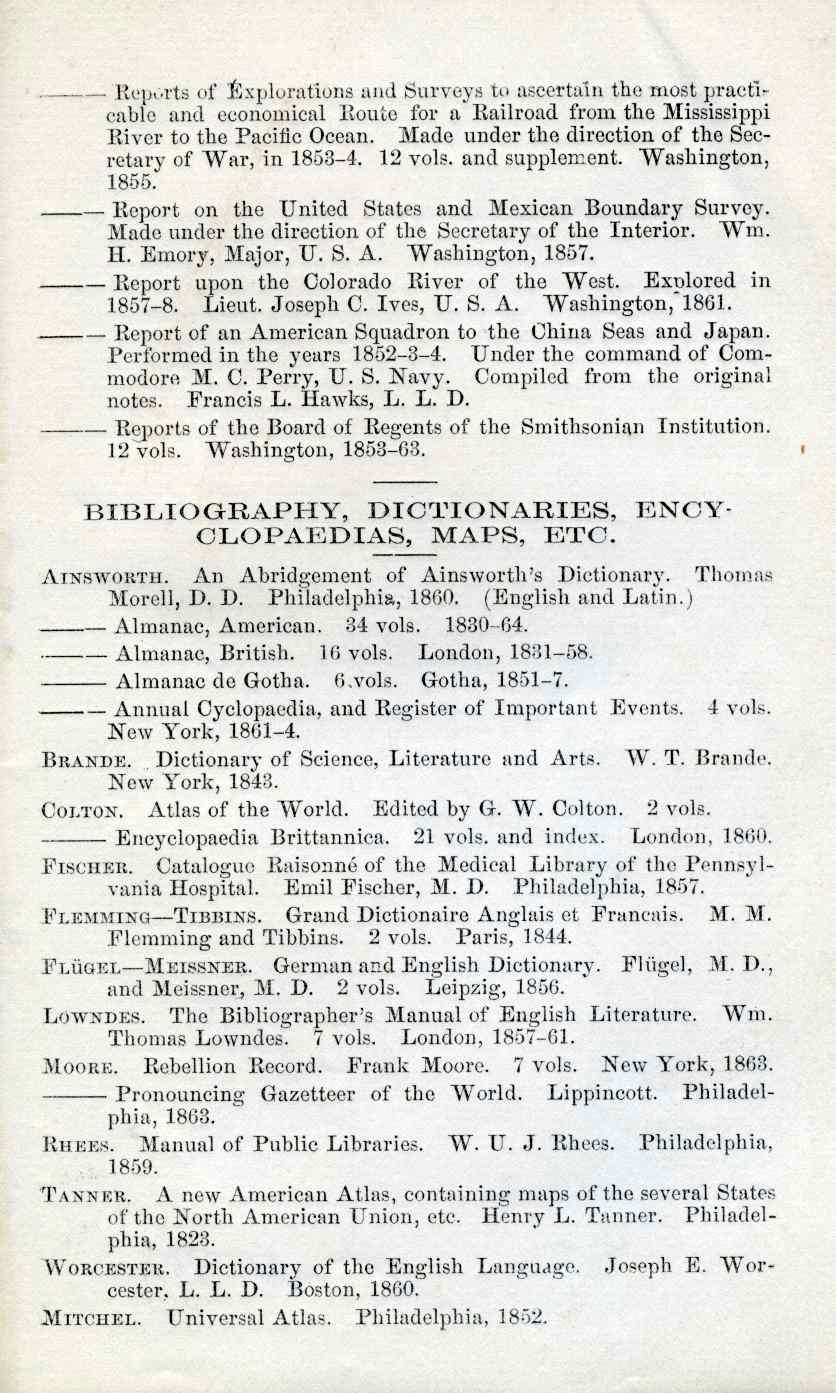 ——— Reports of Explorations and Surveys to ascertain the most practi-
cable and economical Route for a Railroad from the Mississippi
River to the Pacific Ocean. Made under the direction of the Sec-
retary of War, in 1853-4. 12 vols. and supplement. Washington,
1855.
——— Report on the United States and Mexican Boundary Survey.
Made under the direction of the Secretary of the Interior. Wm.
H. Emory, Major, U. S. A. Washington, 1857.
——— Report upon the Colorado River of the West. Explored in
1857-8. Lieut. Joseph C. Ives, U. S. A. Washington, 1861.
——— Report of an American Squadron to the China Seas and Japan.
Performed in the years 1852-3-4. Under the command of Com-
modore M. C. Perry, U. S. Navy. Compiled from the original
notes. Francis L. Hawks, L. L. D.
——— Reports of the Board of Regents of the Smithsonian Institution.
12 vols. Washington, 1853-63.
BIBLIOGRAPHY, DICTIONARIES, ENCY-
CLOPAEDIAS, MAPS, ETC.
AINSWORTH. An Abridgement of Ainsworth's Dictionary. Thomas
Morell, D. D. Philadelphia, 1860. (English and Latin.)
——— Almanac, American. 34 vols. 1830-64.
——— Almanac, British. 16 vols. London, 1831-58.
——— Almanac de Gotha. 6 vols. Gotha, 1851-7.
——— Annual Cyclopaedia, and Register of Important Events. 4 vols.
New York, 1861-4.
BRANDE. Dictionary of Science, Literature and Arts. W. T. Brande.
New York, 1843.
COLTON. Atlas of the World. Edited by G. W. Colton. 2 vols.
——— Encyclopaedia Brittannica. 21 vols. and index. London, 1860.
FISCHER. Catalogue Raisonné of the Medical Library of the Pennsyl-
vania Hospital. Emil Fischer, M. D. Philadelphia, 1857.
FLEMMING—TIBBINS. Grand Dictionaire Anglais et Francais. M. M.
Flemming and Tibbins. 2 vols. Paris, 1844.
FLüGEL—MEISSNER. German and English Dictionary. Flügel, M. D.,
and Meissner, M. D. 2 vols. Leipzig, 1856.
LOWNDES. The Bibliographer's Manual of English Literature. Wm.
Thomas Lowndes. 7 vols. London, 1857-61.
MOORE. Rebellion Record. Frank Moore. 7 vols. New York, 1863.
——— Pronouncing Gazetteer of the World. Lippincott. Philadel-
phia, 1863.
RHEES. Manual of Public Libraries. W. U. J. Rhees. Philadelphia,
1859.
TANNER. A new American Atlas, containing maps of the several States
of the North American Union, etc. Henry L. Tanner. Philadel-
phia, 1823.
WORCESTER. Dictionary of the English Language. Joseph E. Wor-
cester, L. L. D. Boston, 1860.
MITCHEL. Universal Atlas. Philadelphia, 1852.